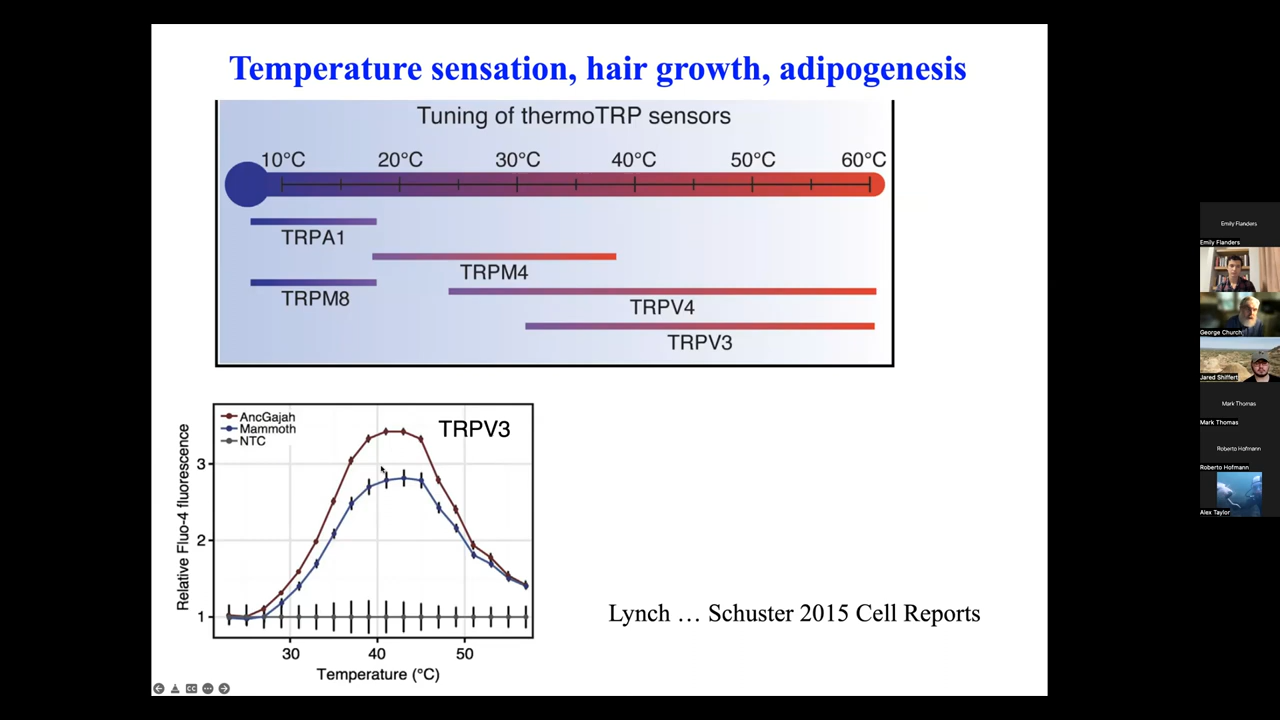 Temperature sensation, hair growth, adipogenesis
Tuning of thermoTRP sensors
10°C 20°C 30°C 40°C 50°C 60°C
TRPA1
TRPM4
TRPM8
TRPV4
TRPV3
AncGajah
Mammoth
NTC
TRPV3
Relative Fluo-4 fluorescence
3
2
1
30 40 50
Temperature (°C)
Lynch … Schuster 2015 Cell Reports
CC
Emily Flanders
Emily Flanders
George Church
Jared Shiffert
Mark Thomas
Mark Thomas
Roberto Hofmann
Roberto Hofmann
Alex Taylor